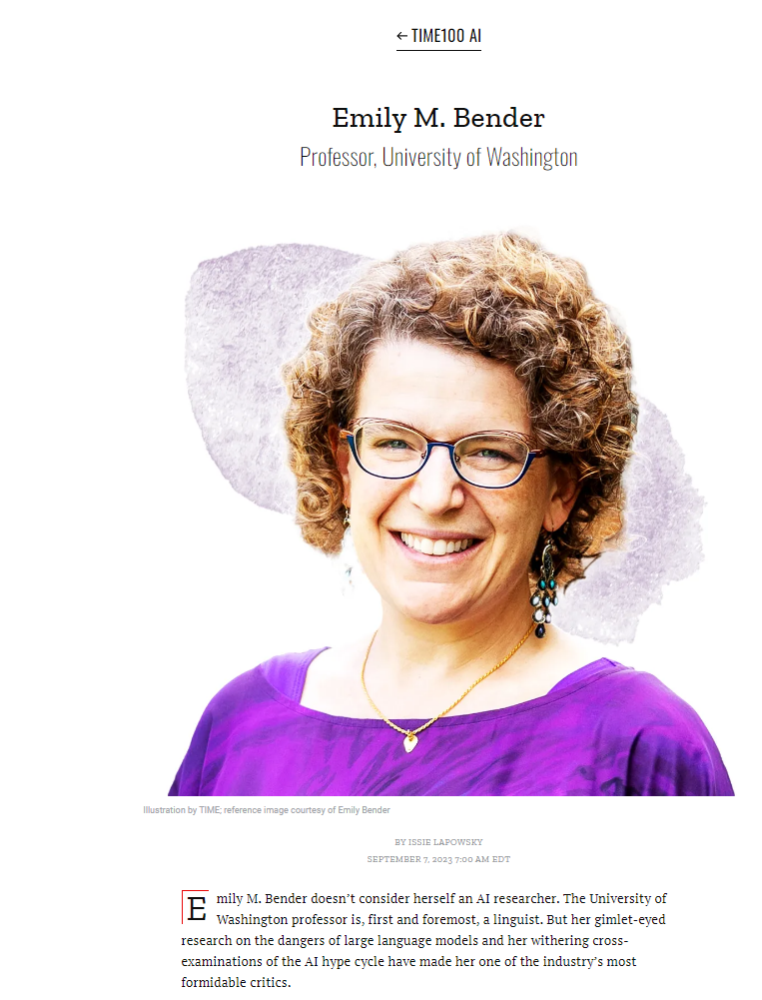 ← TIME100 AI
Emily M. Bender
Professor, University of Washington
Illustration by TIME; reference image courtesy of Emily Bender
BY ISSIE LAPOWSKY
SEPTEMBER 7, 2023 7:00 AM EDT
Emily M. Bender doesn’t consider herself an AI researcher. The University of
Washington professor is, first and foremost, a linguist. But her gimlet-eyed
research on the dangers of large language models and her withering cross-
examinations of the AI hype cycle have made her one of the industry’s most
formidable critics.